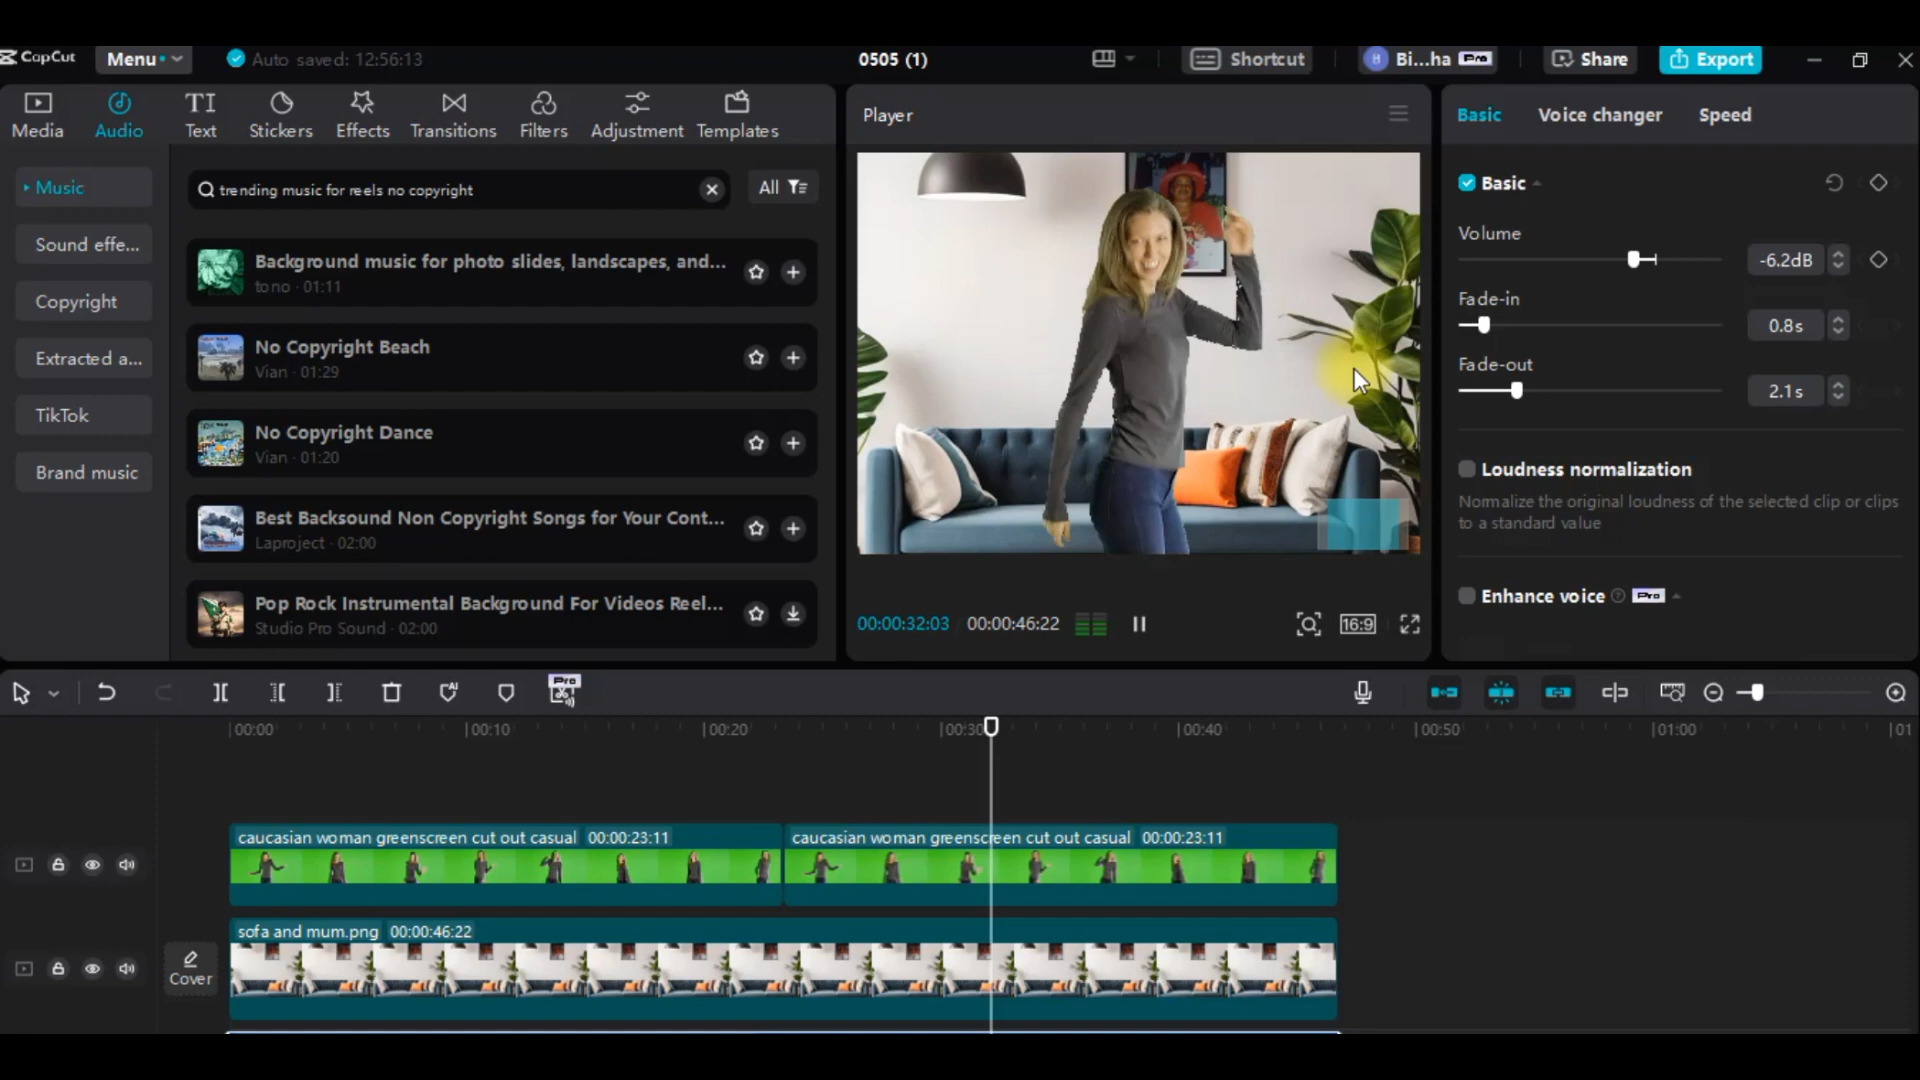 CapCut
Menu
Auto saved: 12:56:13
0505 (1)
Shortcut
Bi...ha Pro
Share
Export
Media
Audio
TI
Text
Stickers
Effects
Transitions
Filters
Adjustment
Templates
Music
Sound effe...
Copyright
Extracted a...
TikTok
Brand music
trending music for reels no copyright
All
Background music for photo slides, landscapes, and...
tono · 01:11
No Copyright Beach
Vian · 01:29
No Copyright Dance
Vian · 01:20
Best Backsound Non Copyright Songs for Your Cont...
Laproject · 02:00
Pop Rock Instrumental Background For Videos Reel...
Studio Pro Sound · 02:00
Player
00:00:32:03
00:00:46:22
16:9
Basic
Voice changer
Speed
Basic
Volume
-6.2dB
Fade-in
0.8s
Fade-out
2.1s
Loudness normalization
Normalize the original loudness of the selected clip or clips
to a standard value
Enhance voice
Pro
Pro
00:00
00:10
00:20
00:30
00:40
00:50
01:00
01
caucasian woman greenscreen cut out casual 00:00:23:11
caucasian woman greenscreen cut out casual 00:00:23:11
sofa and mum.png 00:00:46:22
Cover